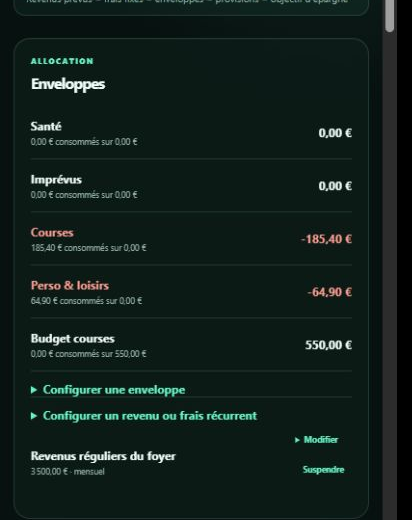 Revenus prévus − frais fixes − enveloppes − provisions − objectif d'épargne
ALLOCATION
Enveloppes
Santé
0,00 € consommés sur 0,00 €
0,00 €
Imprévus
0,00 € consommés sur 0,00 €
0,00 €
Courses
185,40 € consommés sur 0,00 €
-185,40 €
Perso & loisirs
64,90 € consommés sur 0,00 €
-64,90 €
Budget courses
0,00 € consommés sur 550,00 €
550,00 €
▸ Configurer une enveloppe
▸ Configurer un revenu ou frais récurrent
▸ Modifier
Revenus réguliers du foyer
3 500,00 € · mensuel
Suspendre